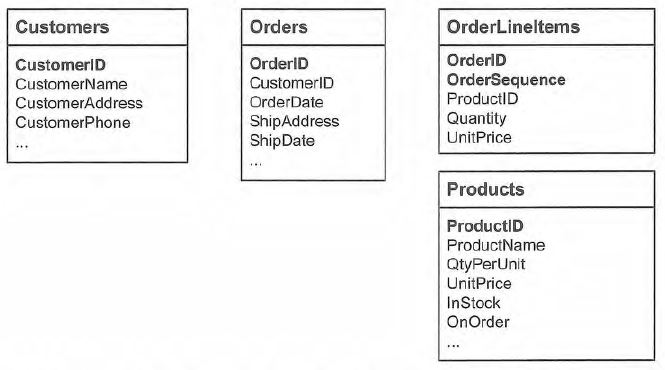 Customers
CustomerID
CustomerName
CustomerAddress
CustomerPhone
...
Orders
OrderID
CustomerID
OrderDate
ShipAddress
ShipDate
...
OrderLineItems
OrderID
OrderSequence
ProductID
Quantity
UnitPrice
Products
ProductID
ProductName
QtyPerUnit
UnitPrice
InStock
OnOrder
...